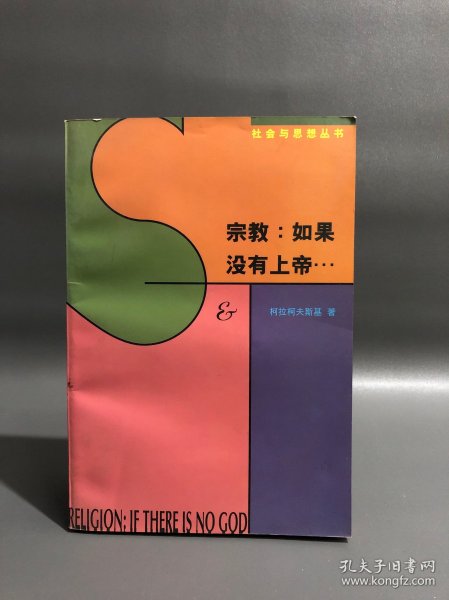 社会与思想丛书
宗教：如果
没有上帝…
&
柯拉柯夫斯基 著
RELIGION: IF THERE IS NO GOD
孔夫子旧书网
www.kongfz.com